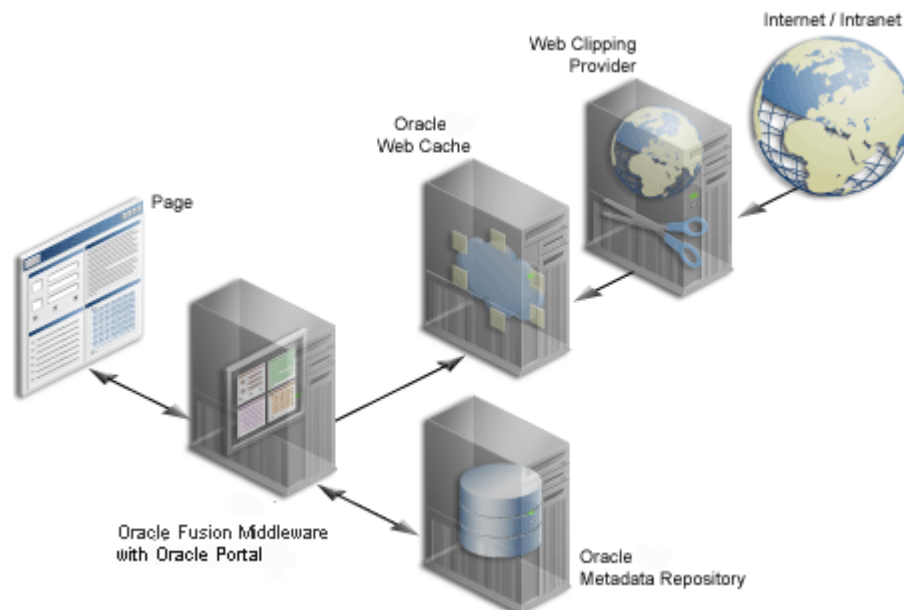 Internet / Intranet
Web Clipping
Provider
Oracle
Web Cache
Page
Oracle Fusion Middleware
with Oracle Portal
Oracle
Metadata Repository